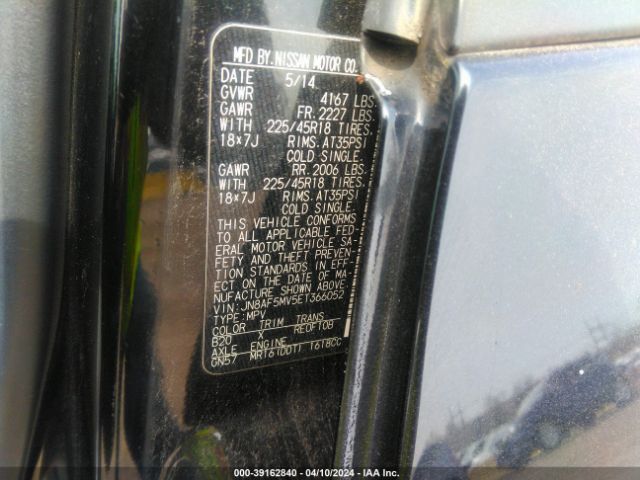 MFD BY. NISSAN MOTOR CO.
DATE 5/14
GVWR 4167 LBS.
GAWR FR. 2227 LBS.
WITH 225/45R18 TIRES.
18×7J RIMS. AT35PSI
COLD SINGLE.
GAWR RR. 2006 LBS.
WITH 225/45R18 TIRES.
18×7J RIMS. AT35PSI
COLD SINGLE.
THIS VEHICLE CONFORMS
TO ALL APPLICABLE FED-
ERAL MOTOR VEHICLE SA-
FETY AND THEFT PREVEN-
TION STANDARDS IN EFF-
ECT ON THE DATE OF MA-
NUFACTURE SHOWN ABOVE.
VIN: JN8AF5MV5ET366052
TYPE: MPV
COLOR TRIM TRANS
B20 X RE0F10B
AXLE ENGINE
GN57 MR16(DDT) 1618CC
000-39162840 - 04/10/2024 - IAA Inc.